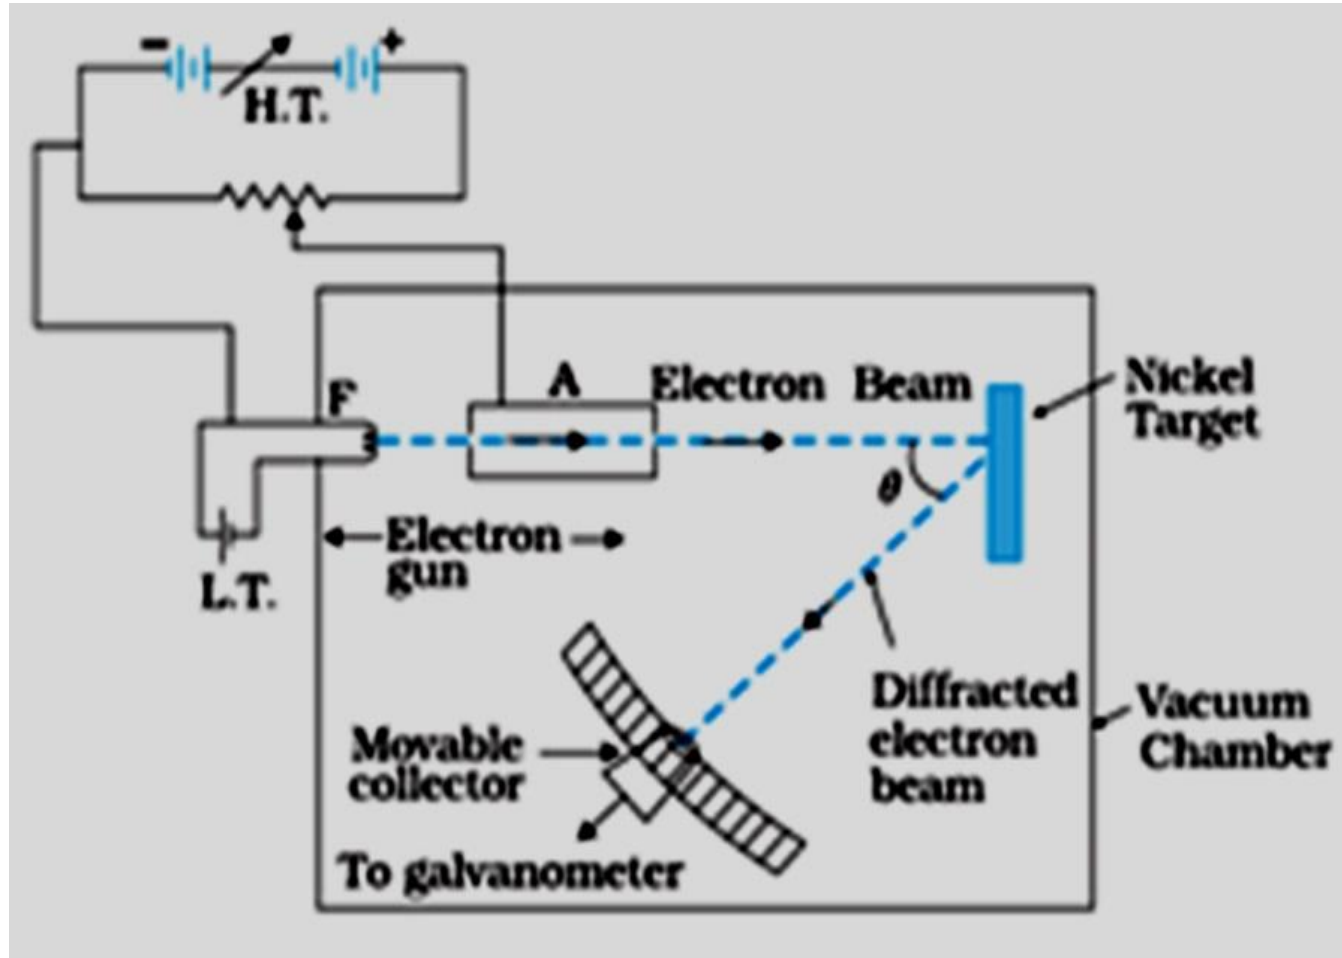 - +
H.T.
F
A
Electron Beam
Nickel
Target
θ
Electron
gun
L.T.
Diffracted
electron
beam
Vacuum
Chamber
Movable
collector
To galvanometer